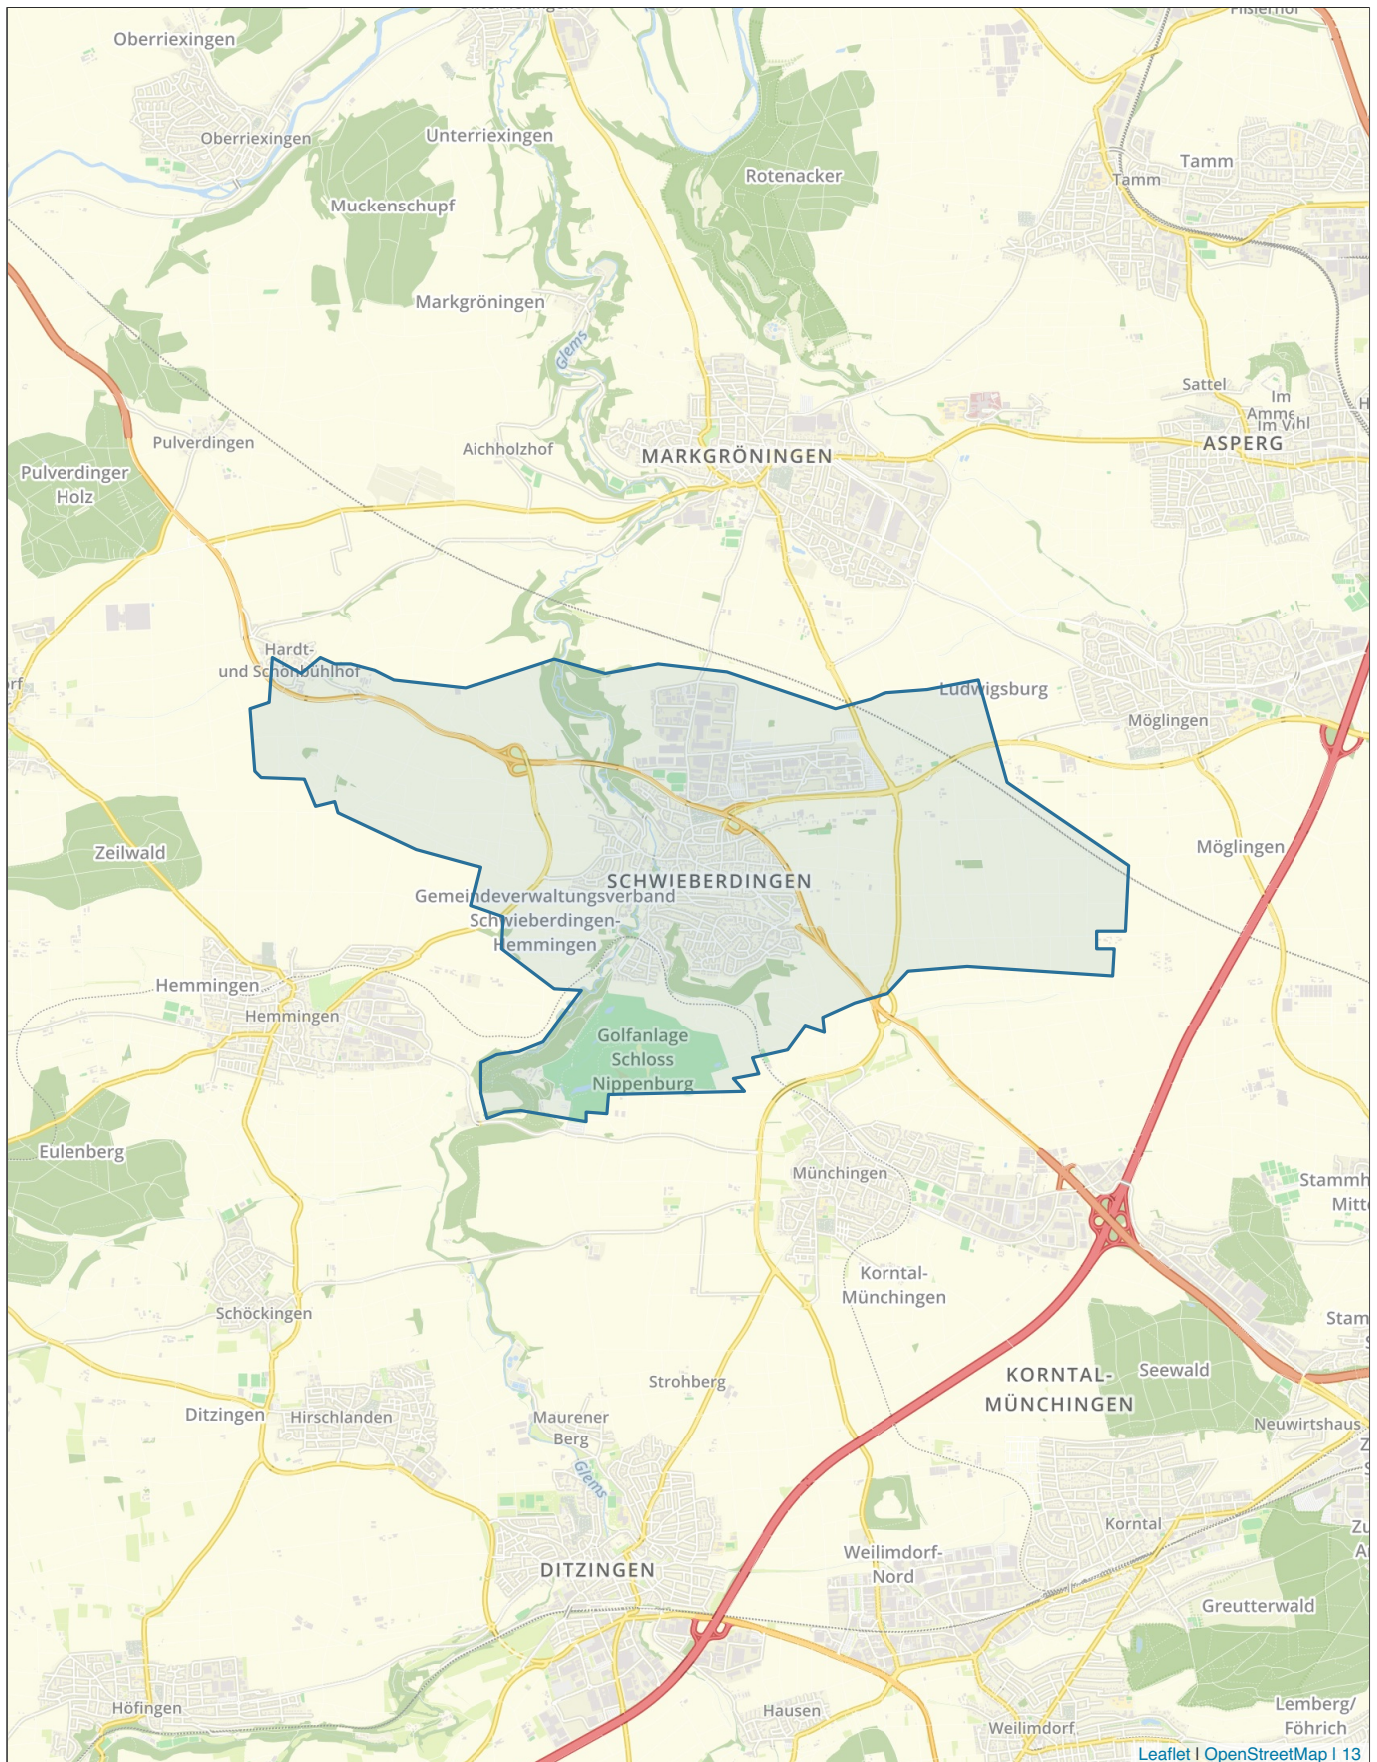 Oberriexingen
Oberriexingen
Unterriexingen
Muckenschupf
Rotenacker
Tamm
Tamm
Markgröningen
Glems
Sattel
Im
Amme
Im Vihl
ASPERG
Pulverdingen
Aichholzhof
MARKGRÖNINGEN
Pulverdinger
Holz
Hardt-
und Schönbühlhof
Ludwigsburg
Möglingen
Zeilwald
Möglingen
SCHWIEBERDINGEN
Gemeindeverwaltungsverband
Schwieberdingen-
Hemmingen
Hemmingen
Hemmingen
Golfanlage
Schloss
Nippenburg
Eulenberg
Münchingen
Stammh
Mitte
Korntal-
Münchingen
Schöckingen
Stam
Strohberg
Seewald
KORNTAL-
MÜNCHINGEN
Ditzingen
Hirschlanden
Maurener
Berg
Neuwirtshaus
Glems
Korntal
DITZINGEN
Weilimdorf-
Nord
Greutterwald
Höfingen
Hausen
Weilimdorf
Lemberg/
Föhrich
Leaflet | OpenStreetMap | 13